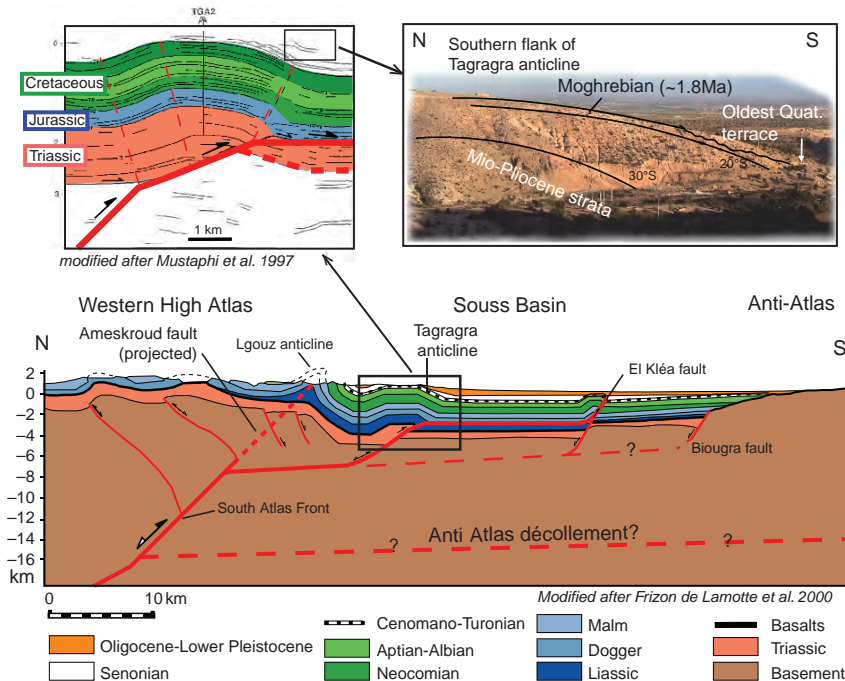 TGA2
0
Cretaceous
Jurassic
Triassic
1 km
modified after Mustaphi et al. 1997
N
S
Southern flank of
Tagragra anticline
Moghrebian (~1.8Ma)
Oldest Quat.
terrace
20°S
30°S
Mio-Pliocene strata
Western High Atlas
Souss Basin
Anti-Atlas
N
S
Ameskroud fault
(projected)
Lgouz anticline
Tagragra
anticline
El Kléa fault
2
0
−2
−4
−6
−8
−10
−12
−14
−16
km
?
Biougra fault
South Atlas Front
Anti Atlas décollement?
?
?
0
10 km
Modified after Frizon de Lamotte et al. 2000
Oligocene-Lower Pleistocene
Senonian
Cenomano-Turonian
Aptian-Albian
Neocomian
Malm
Dogger
Liassic
Basalts
Triassic
Basement